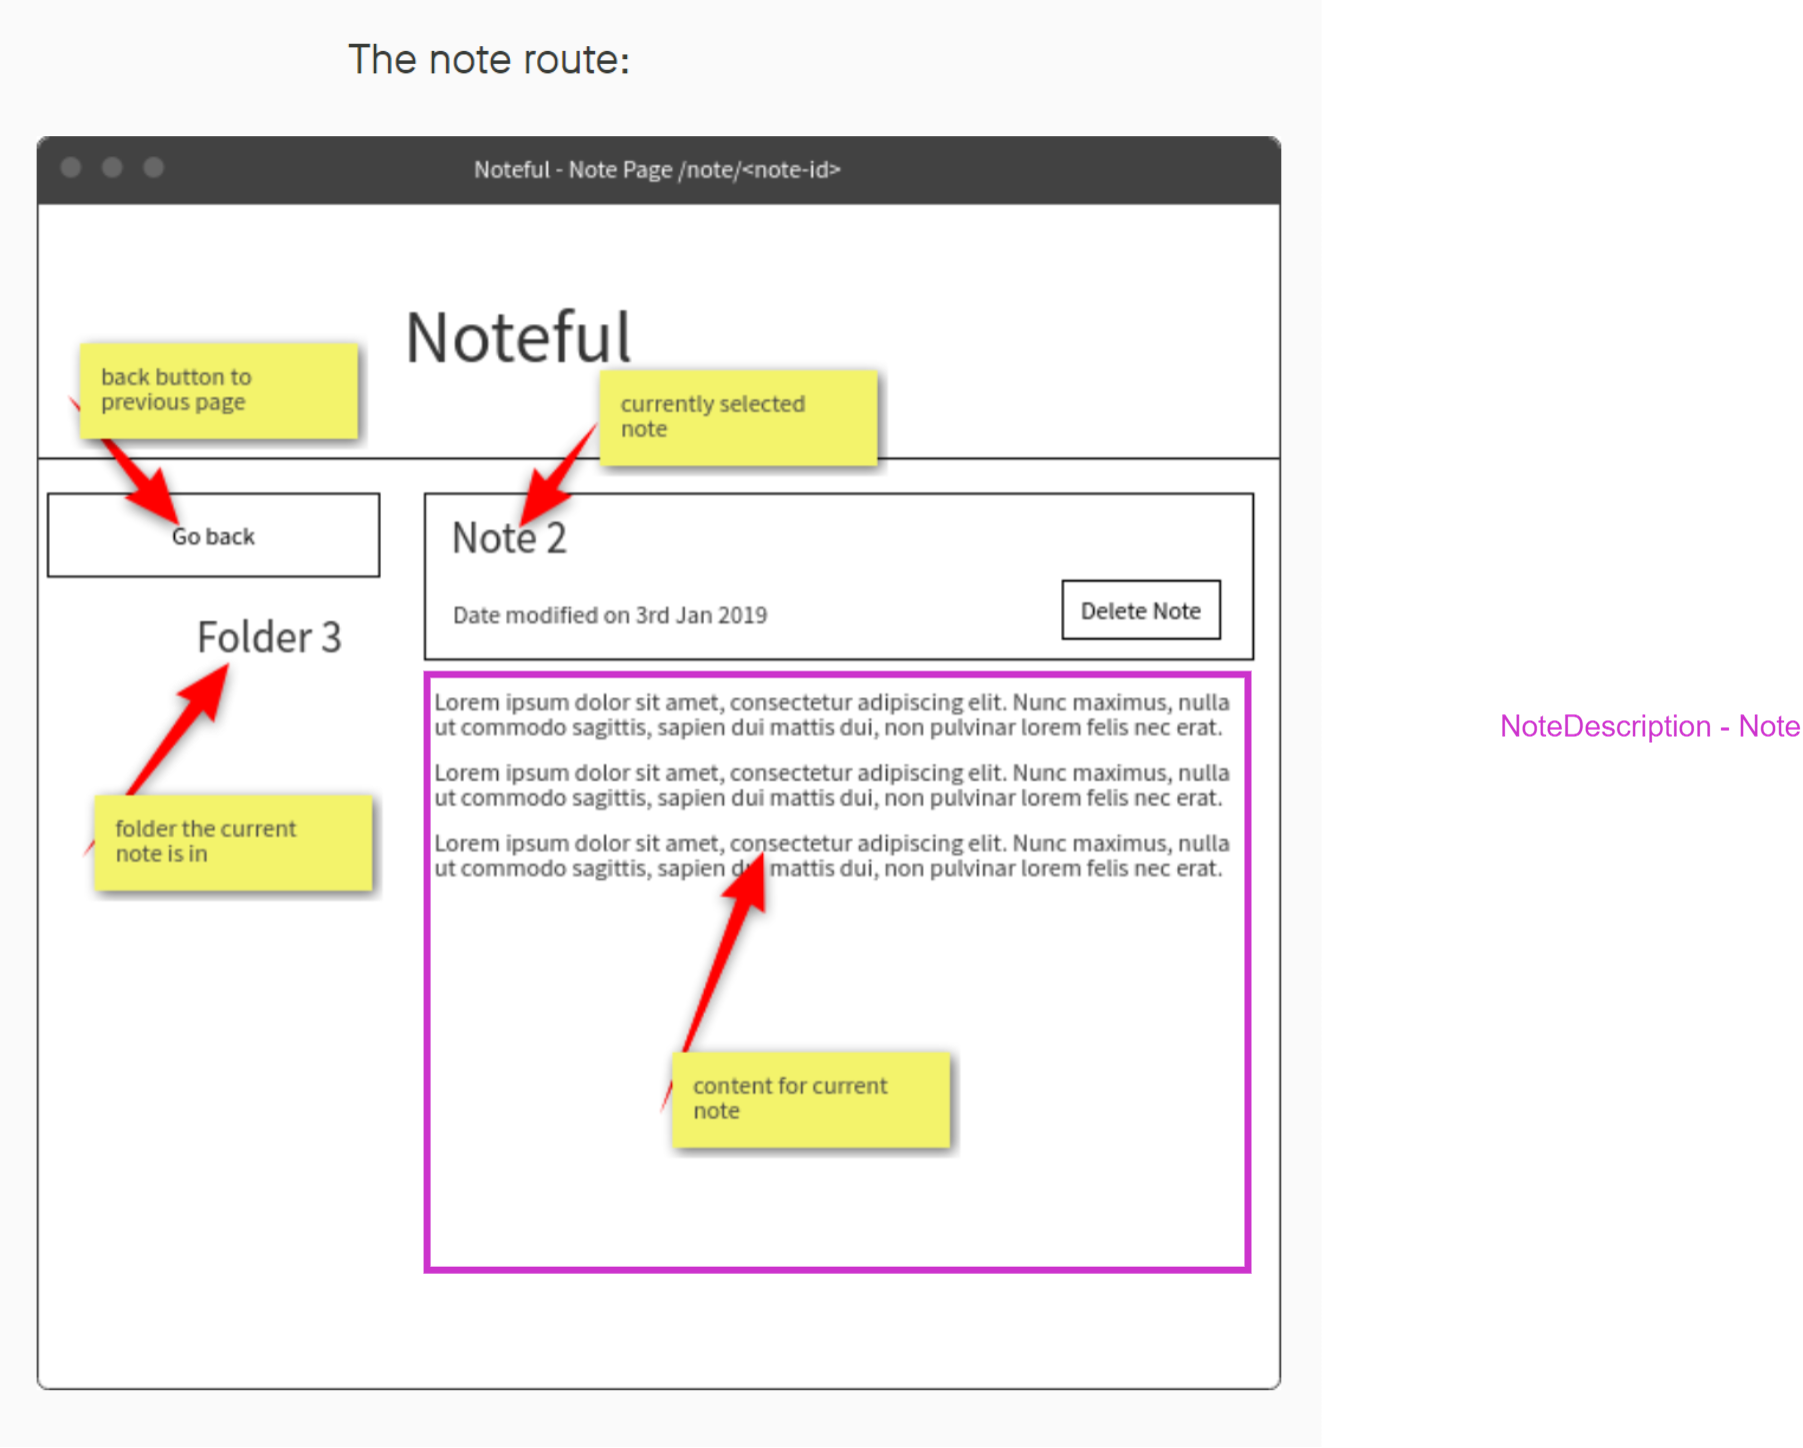 The note route:
Noteful - Note Page /note/<note-id>
Noteful
back button to
previous page
currently selected
note
Go back
Note 2
Date modified on 3rd Jan 2019
Delete Note
Folder 3
folder the current
note is in
Lorem ipsum dolor sit amet, consectetur adipiscing elit. Nunc maximus, nulla
ut commodo sagittis, sapien dui mattis dui, non pulvinar lorem felis nec erat.
Lorem ipsum dolor sit amet, consectetur adipiscing elit. Nunc maximus, nulla
ut commodo sagittis, sapien dui mattis dui, non pulvinar lorem felis nec erat.
Lorem ipsum dolor sit amet, consectetur adipiscing elit. Nunc maximus, nulla
ut commodo sagittis, sapien mattis dui, non pulvinar lorem felis nec erat.
content for current
note
NoteDescription - Note